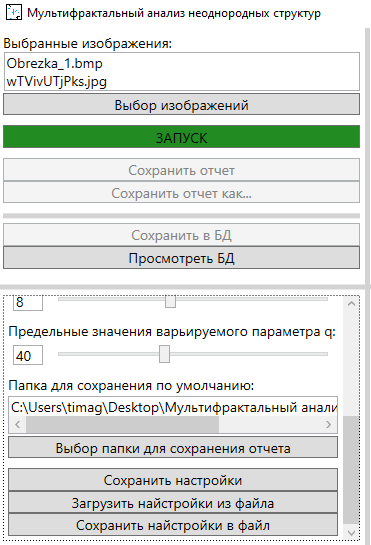 Мультифрактальный анализ неоднородных структур
Выбранные изображения:
Obrezka_1.bmp
wTVivUTjPks.jpg
Выбор изображений
ЗАПУСК
Сохранить отчет
Сохранить отчет как...
Сохранить в БД
Просмотреть БД
8
Предельные значения варьируемого параметра q:
40
Папка для сохранения по умолчанию:
C:\Users\timag\Desktop\Мультифрактальный анали
Выбор папки для сохранения отчета
Сохранить настройки
Загрузить найстройки из файла
Сохранить найстройки в файл